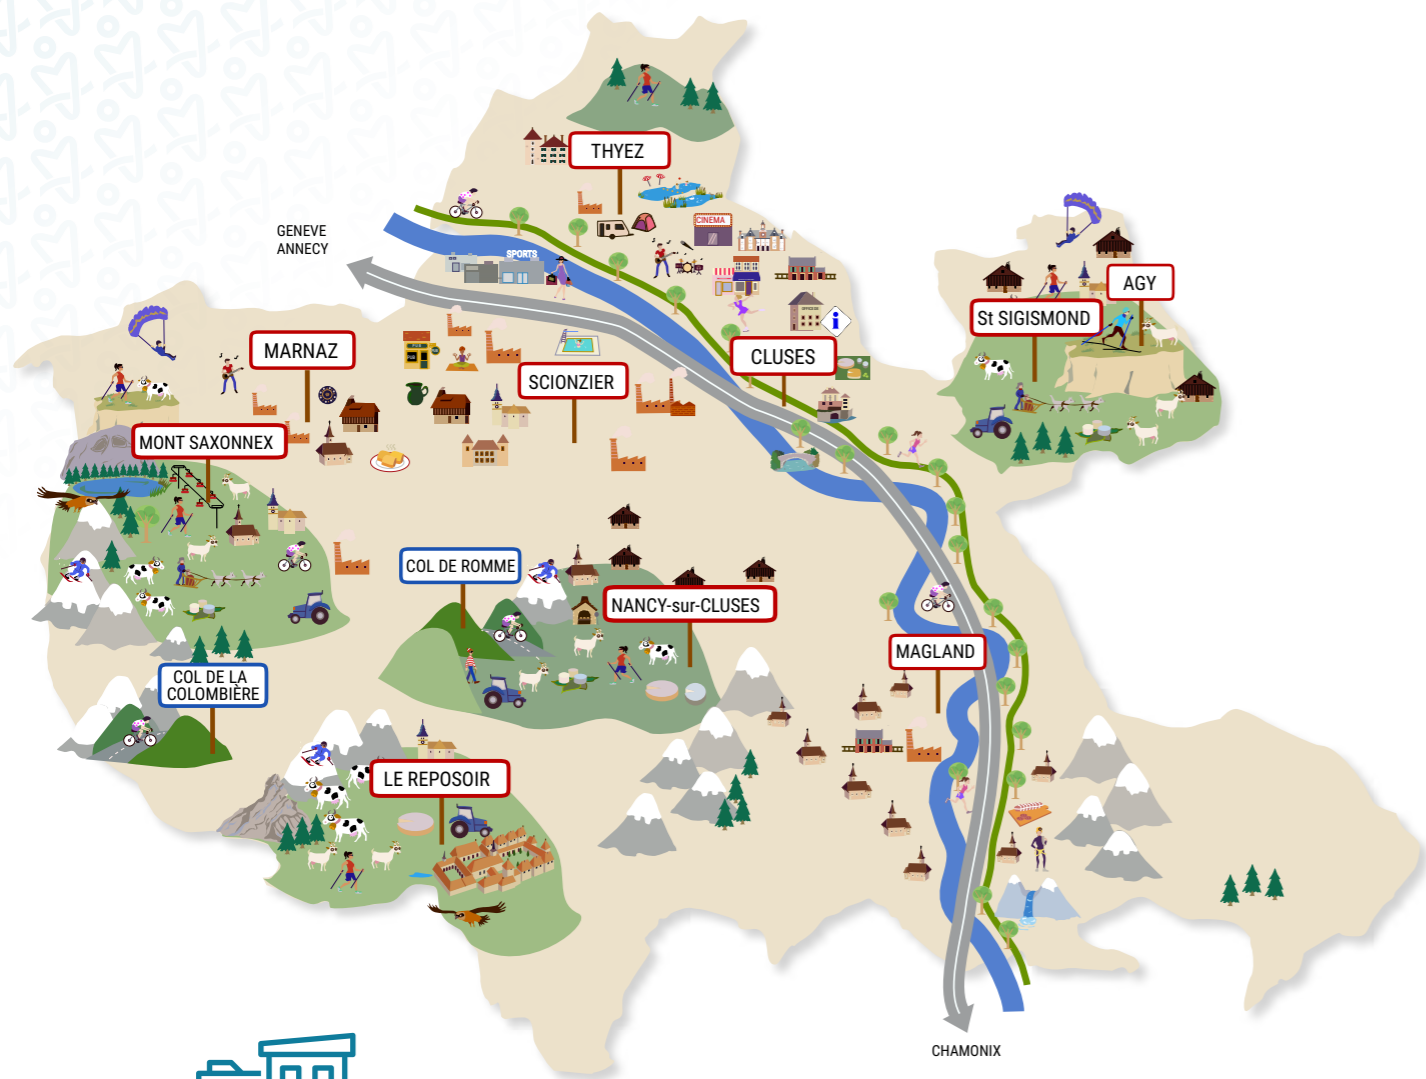 THYEZ
GENEVE
ANNECY
CINEMA
SPORTS
AGY
St SIGISMOND
MARNAZ
CLUSES
SCIONZIER
MONT SAXONNEX
COL DE ROMME
NANCY-sur-CLUSES
MAGLAND
COL DE LA
COLOMBIÈRE
LE REPOSOIR
CHAMONIX